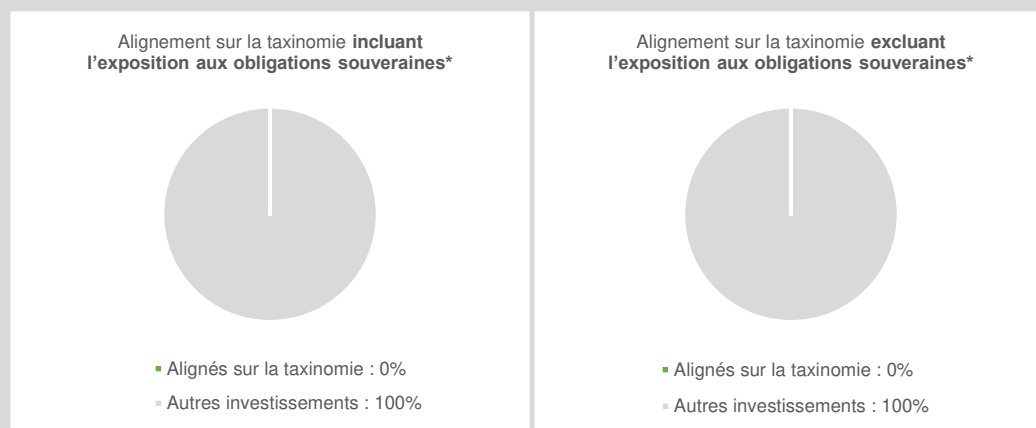 Alignement sur la taxinomie incluant
l’exposition aux obligations souveraines*
Alignés sur la taxinomie : 0%
Autres investissements : 100%
Alignement sur la taxinomie excluant
l’exposition aux obligations souveraines*
Alignés sur la taxinomie : 0%
Autres investissements : 100%